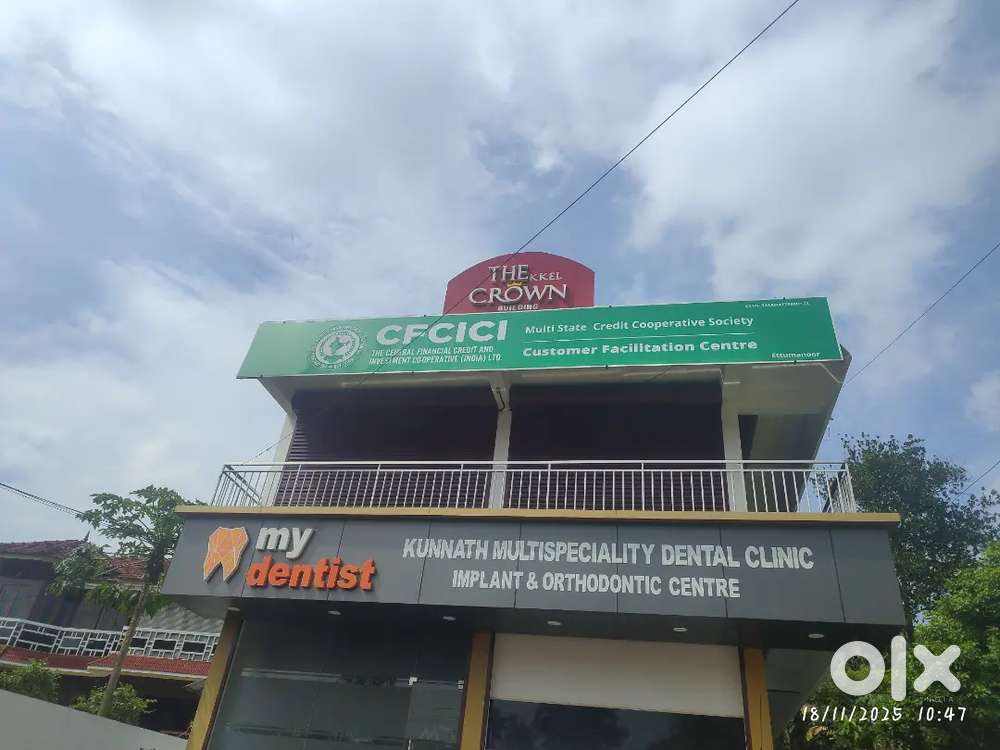 THEKKEL
CROWN
BUILDING
CFCICI
THE CENTRAL FINANCIAL CREDIT AND
INVESTMENT COOPERATIVE (INDIA) LTD
Multi State Credit Cooperative Society
Customer Facilitation Centre
Ettumanoor
my
dentist
KUNNATH MULTISPECIALITY DENTAL CLINIC
IMPLANT & ORTHODONTIC CENTRE
olx
18/11/2025 10:47